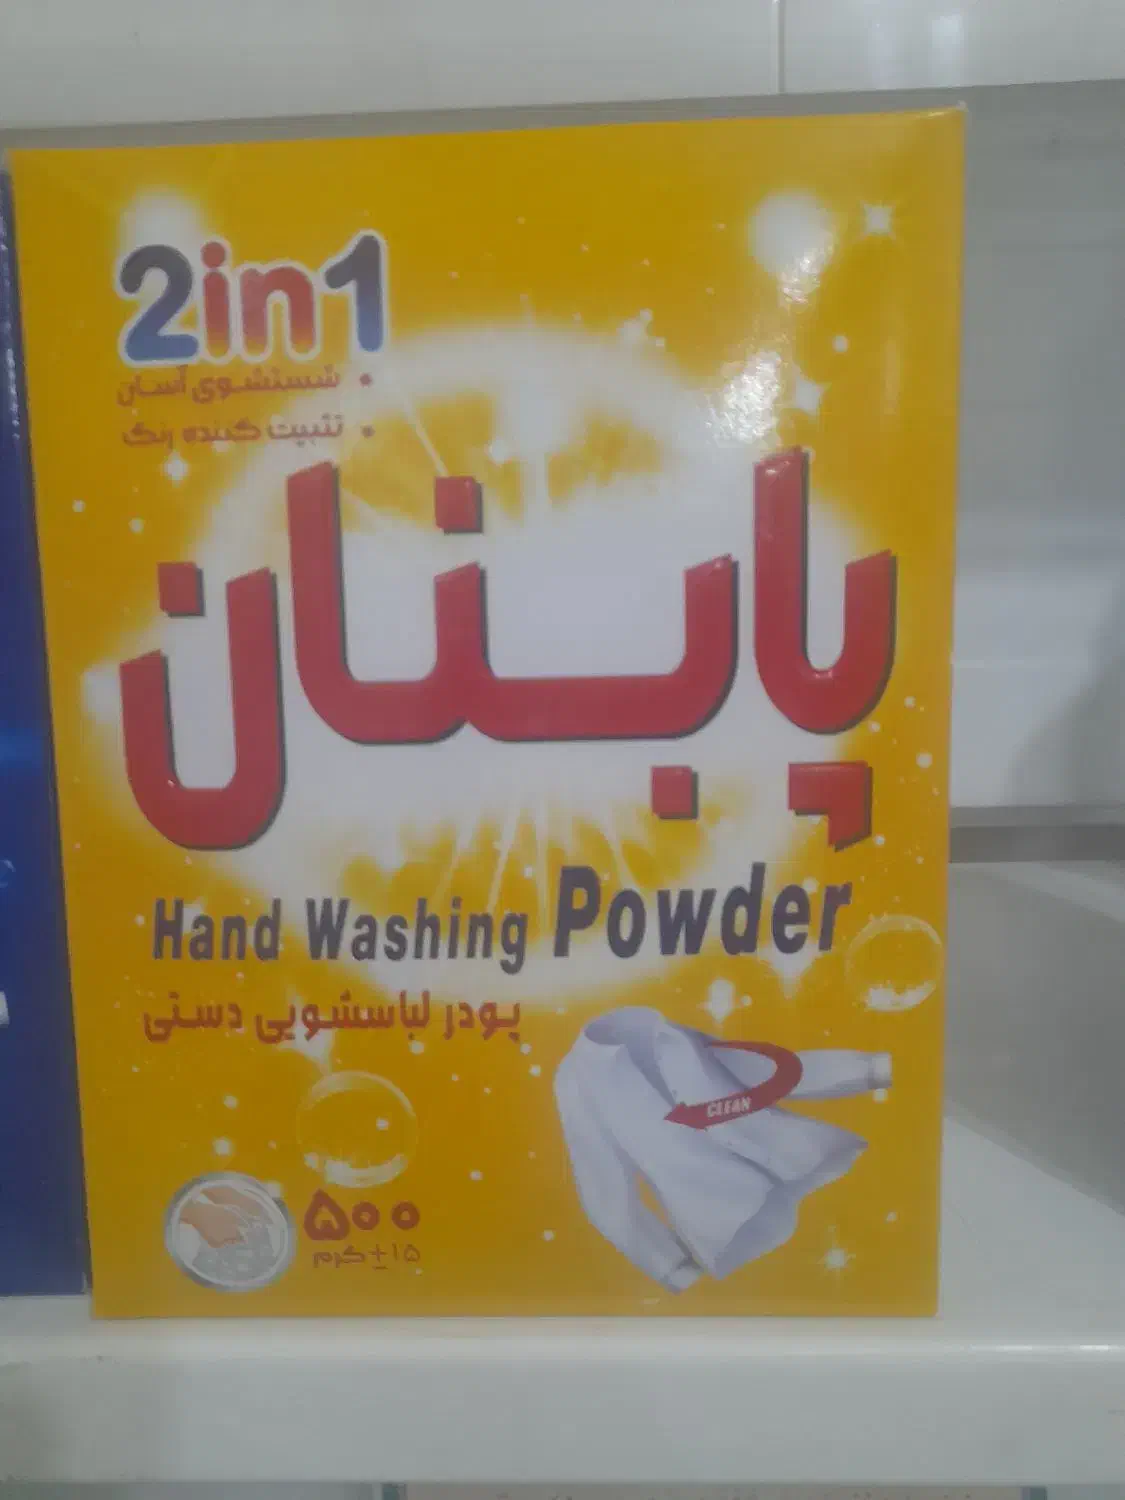 2in1
• شستشوی آسان
• تثبیت کننده رنگ
پابنان
Hand Washing Powder
پودر لباسشویی دستی
CLEAN
۵۰۰
۱۵± گرم